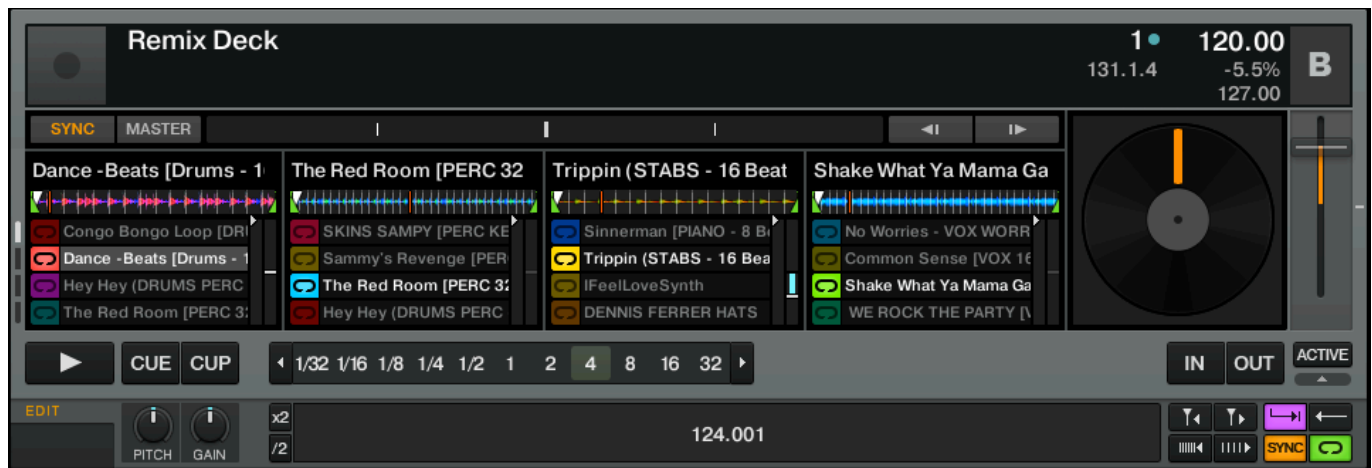 Remix Deck
1 120.00
131.1.4 -5.5% B
127.00
SYNC MASTER
Dance -Beats [Drums - 1 The Red Room [PERC 32 Trippin (STABS - 16 Beat Shake What Ya Mama Ga
Congo Bongo Loop [DRU SKINS SAMPY [PERC KE Sinnerman [PIANO - 8 Be No Worries - VOX WORR
Dance -Beats [Drums - 1 Sammy's Revenge [PER Trippin (STABS - 16 Bea Common Sense [VOX 16
Hey Hey (DRUMS PERC The Red Room [PERC 32 IFeelLoveSynth Shake What Ya Mama Ga
The Red Room [PERC 32 Hey Hey (DRUMS PERC DENNIS FERRER HATS WE ROCK THE PARTY [V
CUE CUP 1/32 1/16 1/8 1/4 1/2 1 2 4 8 16 32 IN OUT ACTIVE
EDIT
PITCH GAIN x2 /2 124.001 SYNC